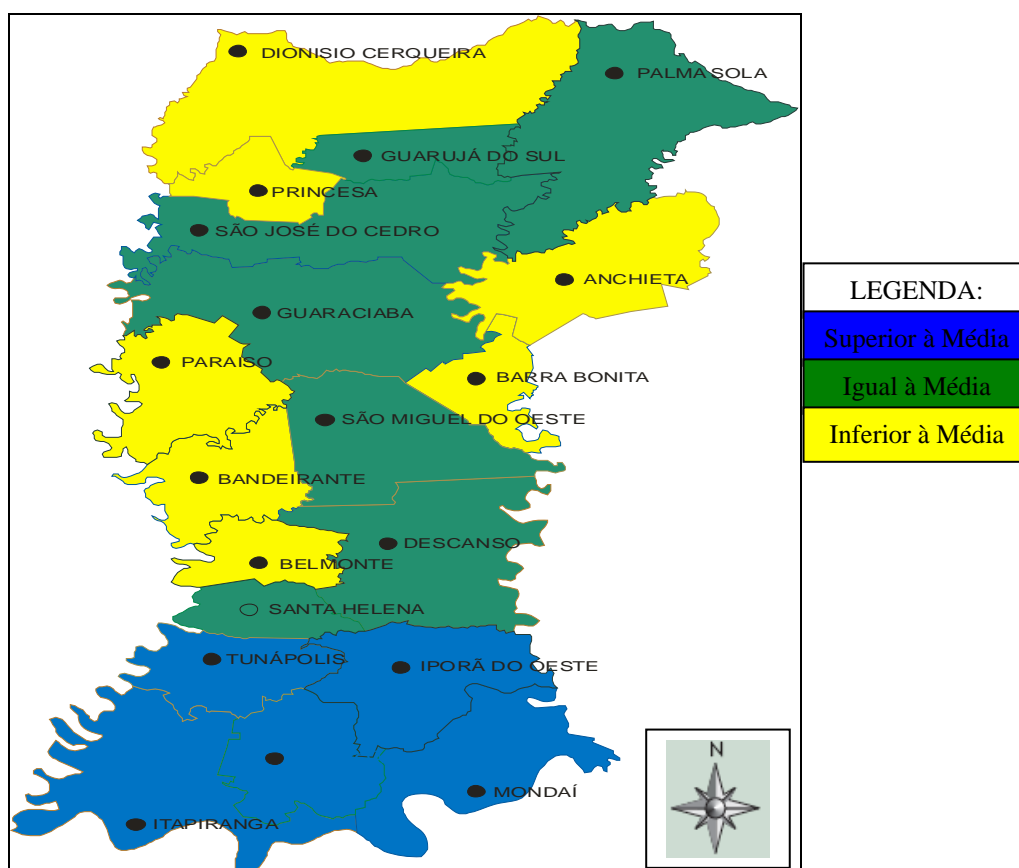 DIONISIO CERQUEIRA
PALMA SOLA
GUARUJÁ DO SUL
PRINCESA
SÃO JOSÉ DO CEDRO
ANCHIETA
GUARACIABA
PARAISO
BARRA BONITA
SÃO MIGUEL DO OESTE
BANDEIRANTE
DESCANSO
BELMONTE
SANTA HELENA
TUNÁPOLIS
IPORÃ DO OESTE
MONDAÍ
ITAPIRANGA
N
LEGENDA:
Superior à Média
Igual à Média
Inferior à Média